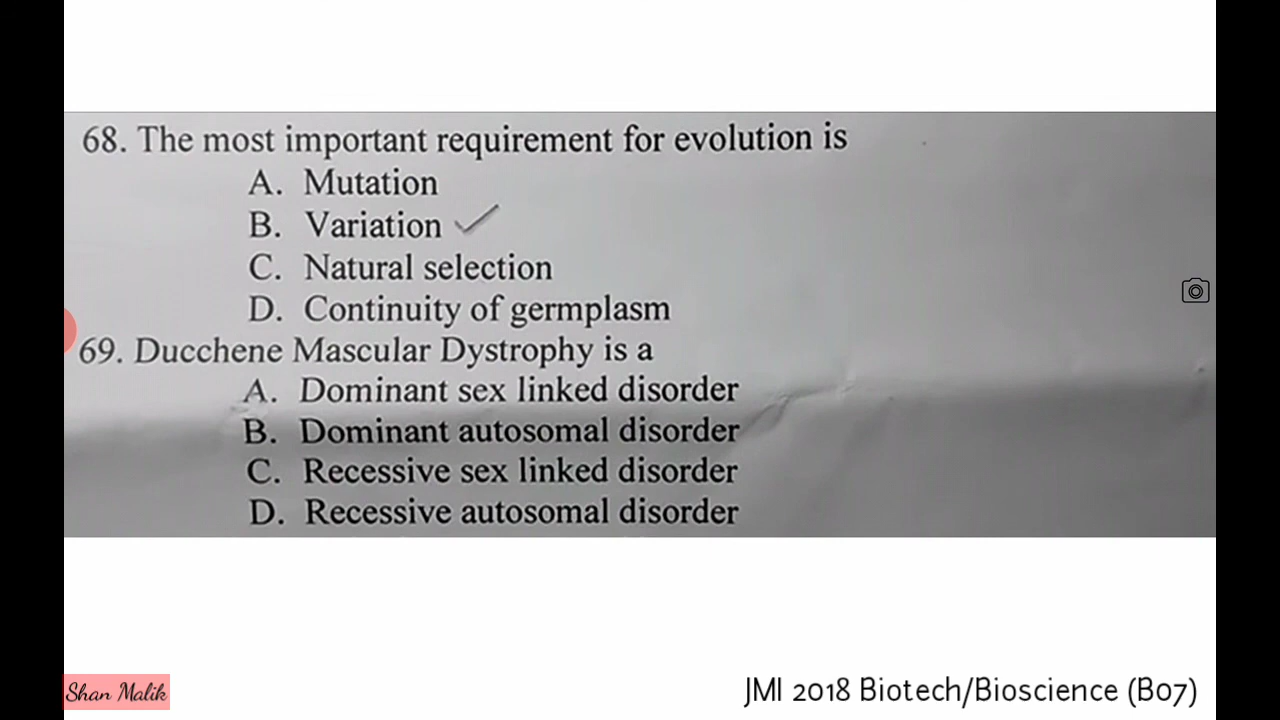 68. The most important requirement for evolution is
A. Mutation
B. Variation
C. Natural selection
D. Continuity of germplasm
69. Ducchene Mascular Dystrophy is a
A. Dominant sex linked disorder
B. Dominant autosomal disorder
C. Recessive sex linked disorder
D. Recessive autosomal disorder
Shan Malik
JMI 2018 Biotech/Bioscience (B07)